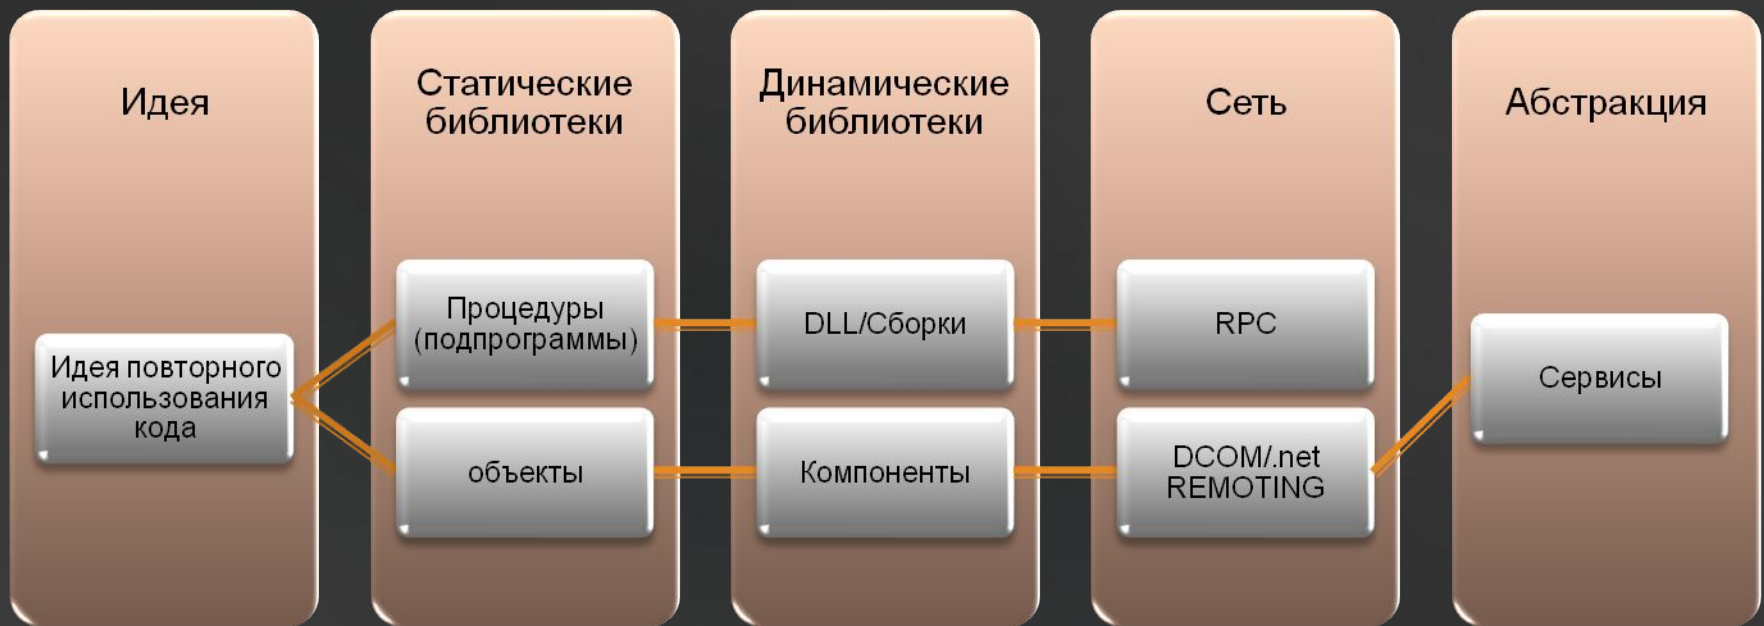 Идея
Статические
библиотеки
Динамические
библиотеки
Сеть
Абстракция
Идея повторного
использования
кода
Процедуры
(подпрограммы)
DLL/Сборки
RPC
объекты
Компоненты
DCOM/.net
REMOTING
Сервисы